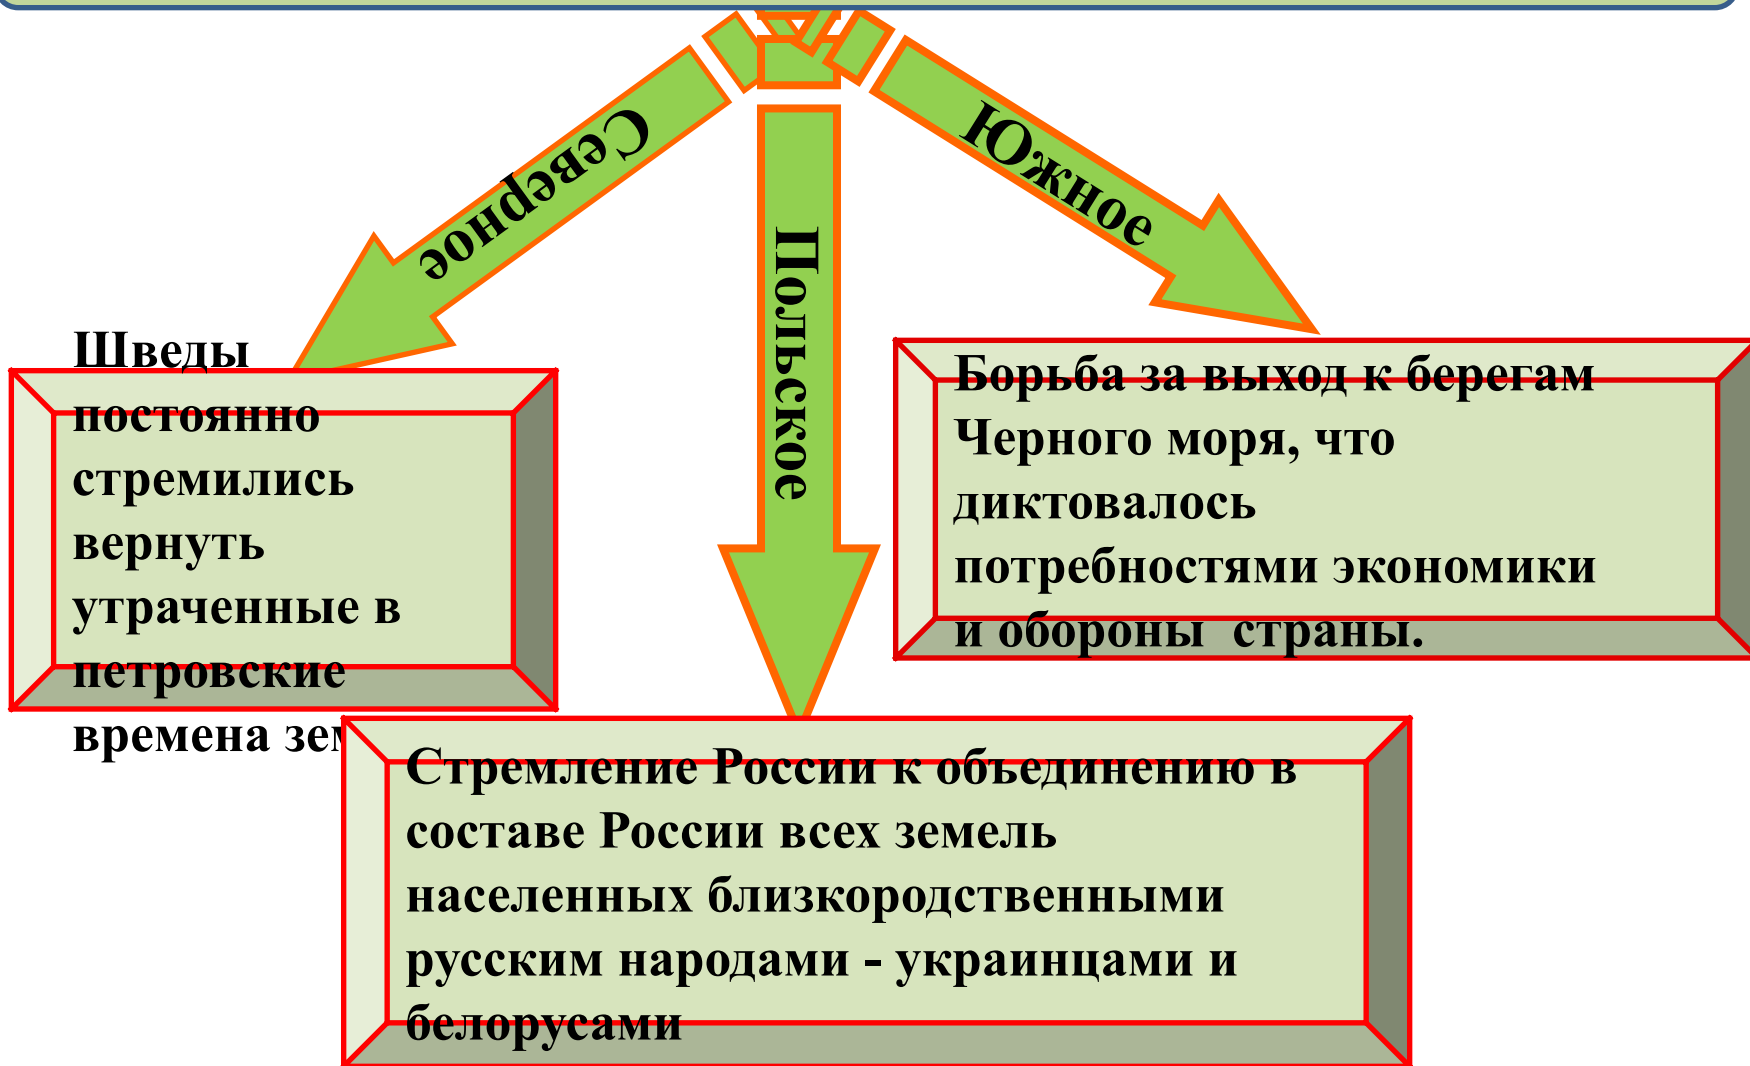 Северное
Польское
Южное
Шведы
постоянно
стремились
вернуть
утраченные в
петровские
времена
Борьба за выход к берегам
Черного моря, что
диктовалось
потребностями экономики
и обороны страны.
Стремление России к объединению в
составе России всех земель
населенных близкородственными
русским народами - украинцами и
белорусами